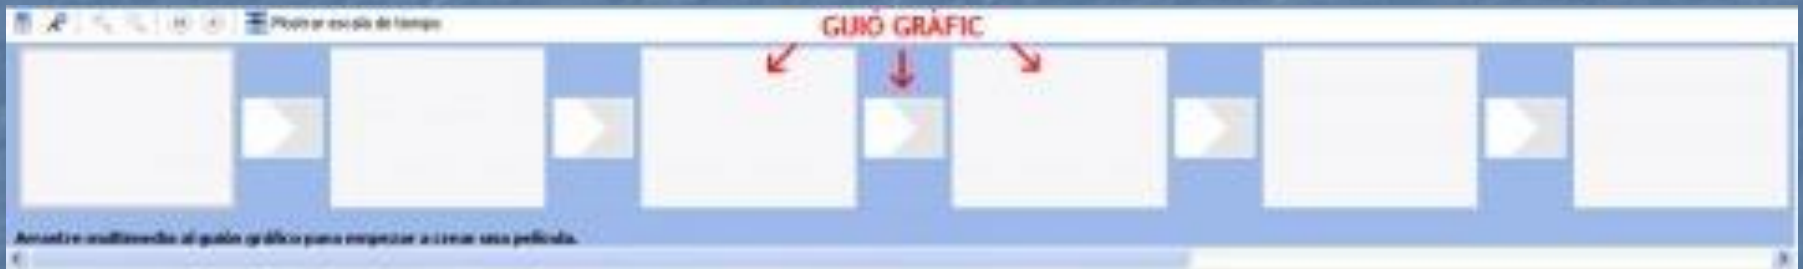 Mostrar escala de tiempo
GUIÓ GRÀFIC
Arrastre multimedia al guión gráfico para empezar a crear una película.